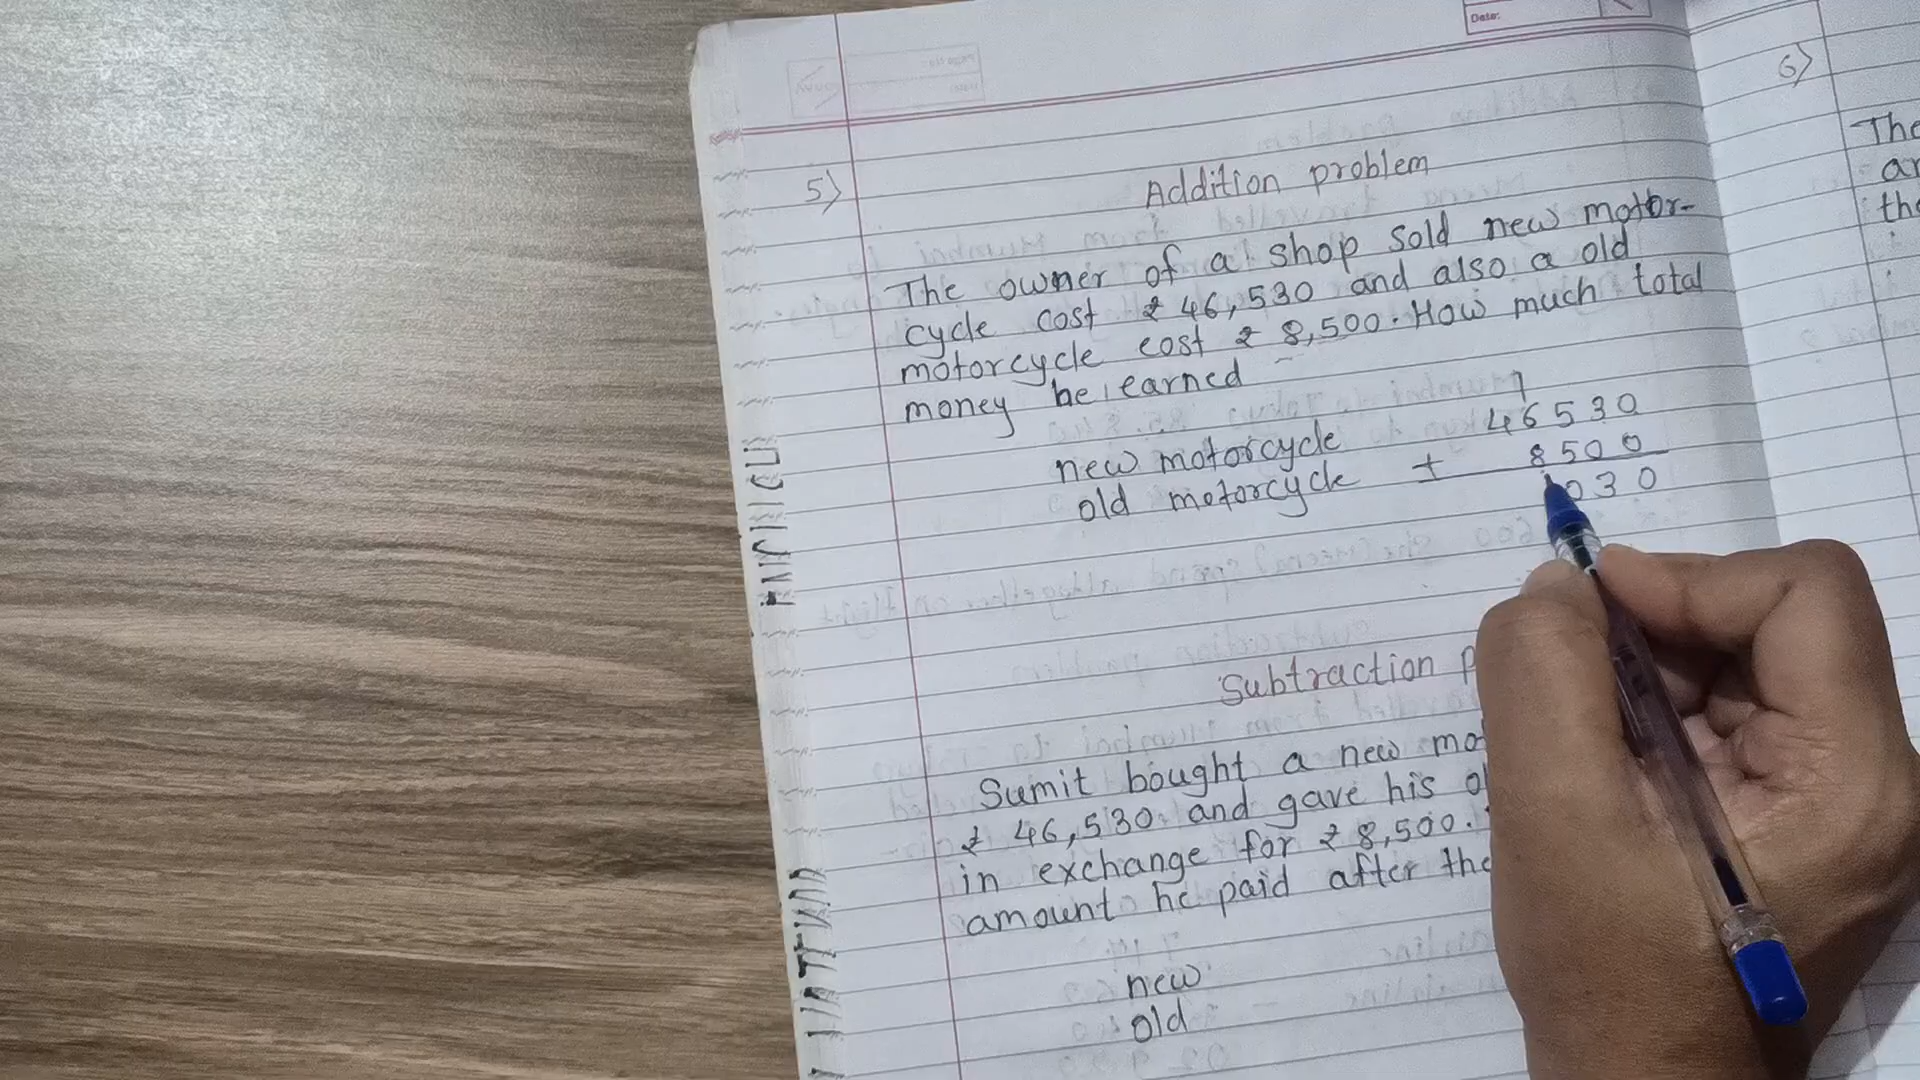 Date:
5)
Addition problem
The owner of a shop sold new motor-
cycle cost ₹ 46,530 and also a old
motorcycle cost ₹ 8,500. How much total
money he earned
1
new motorcycle 46530
old motorcycle + 8500
030
Subtraction
Sumit bought a new
₹ 46,530 and gave his
in exchange for ₹ 8,500.
amount he paid after the
new
old
6)
The